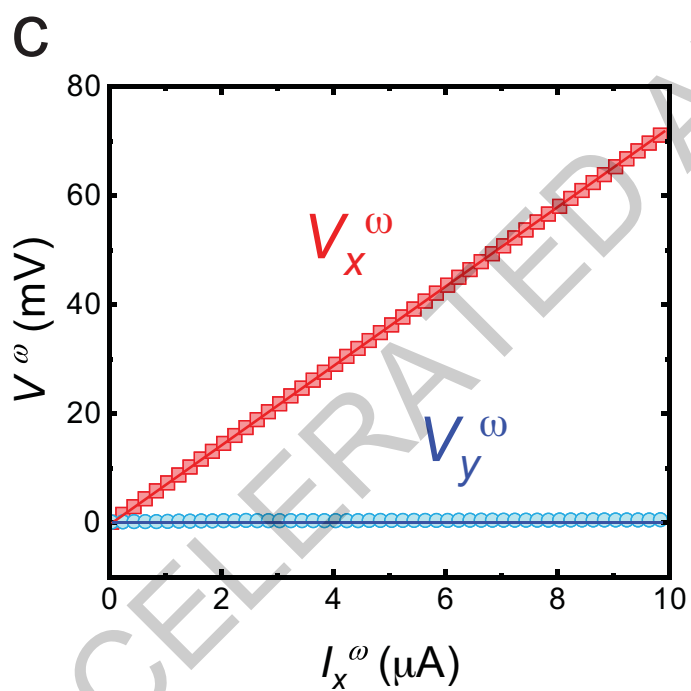 C
80
60
40
20
0
V^ω (mV)
V_x^ω
V_y^ω
0 2 4 6 8 10
I_x^ω (μA)
CELERATED A